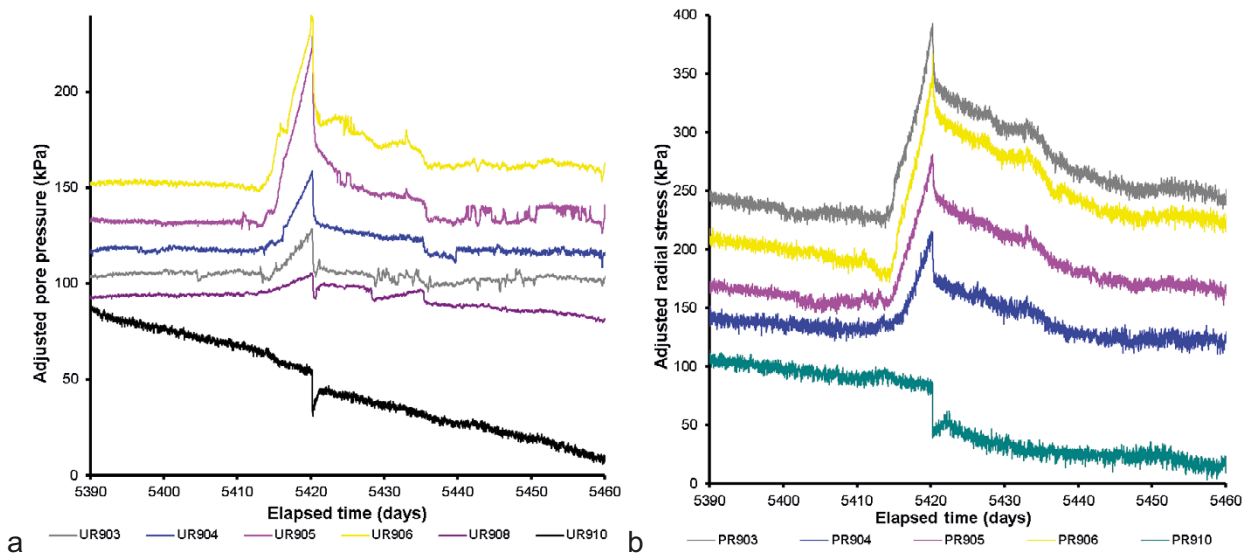 Adjusted pore pressure (kPa)
200
150
100
50
0
5390 5400 5410 5420 5430 5440 5450 5460
Elapsed time (days)
UR903 UR904 UR905 UR906 UR908 UR910
a
Adjusted radial stress (kPa)
400
350
300
250
200
150
100
50
0
5390 5400 5410 5420 5430 5440 5450 5460
Elapsed time (days)
PR903 PR904 PR905 PR906 PR910
b